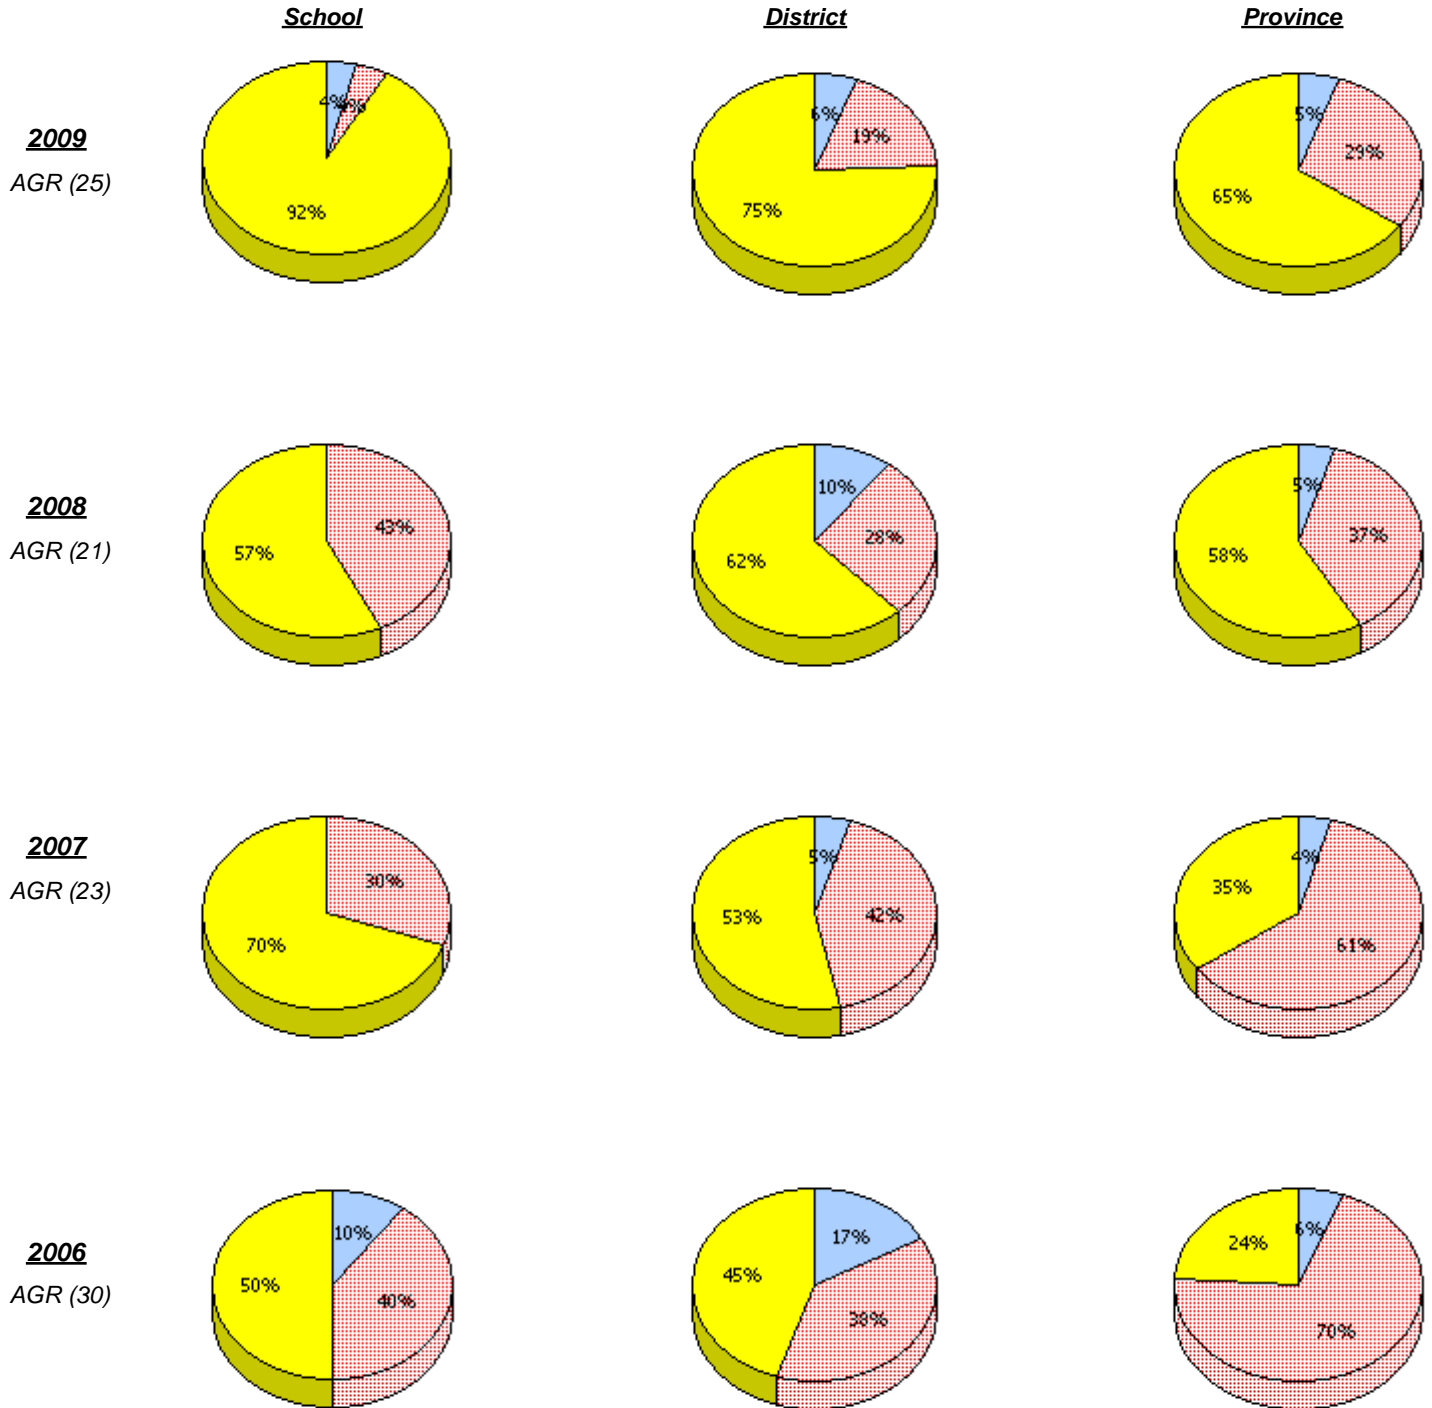 School District Province
2009
AGR (25)
4% 4% 92%
6% 19% 75%
5% 29% 65%
2008
AGR (21)
43% 57%
10% 28% 62%
5% 37% 58%
2007
AGR (23)
30% 70%
5% 42% 53%
4% 61% 35%
2006
AGR (30)
10% 40% 50%
17% 38% 45%
6% 70% 24%